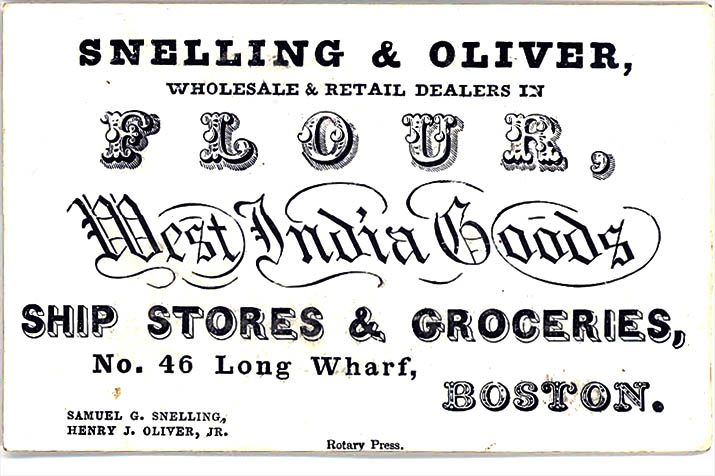 SNELLING & OLIVER,
WHOLESALE & RETAIL DEALERS IN
FLOUR,
West India Goods
SHIP STORES & GROCERIES,
No. 46 Long Wharf,
BOSTON.
SAMUEL G. SNELLING,
HENRY J. OLIVER, JR.
Rotary Press.